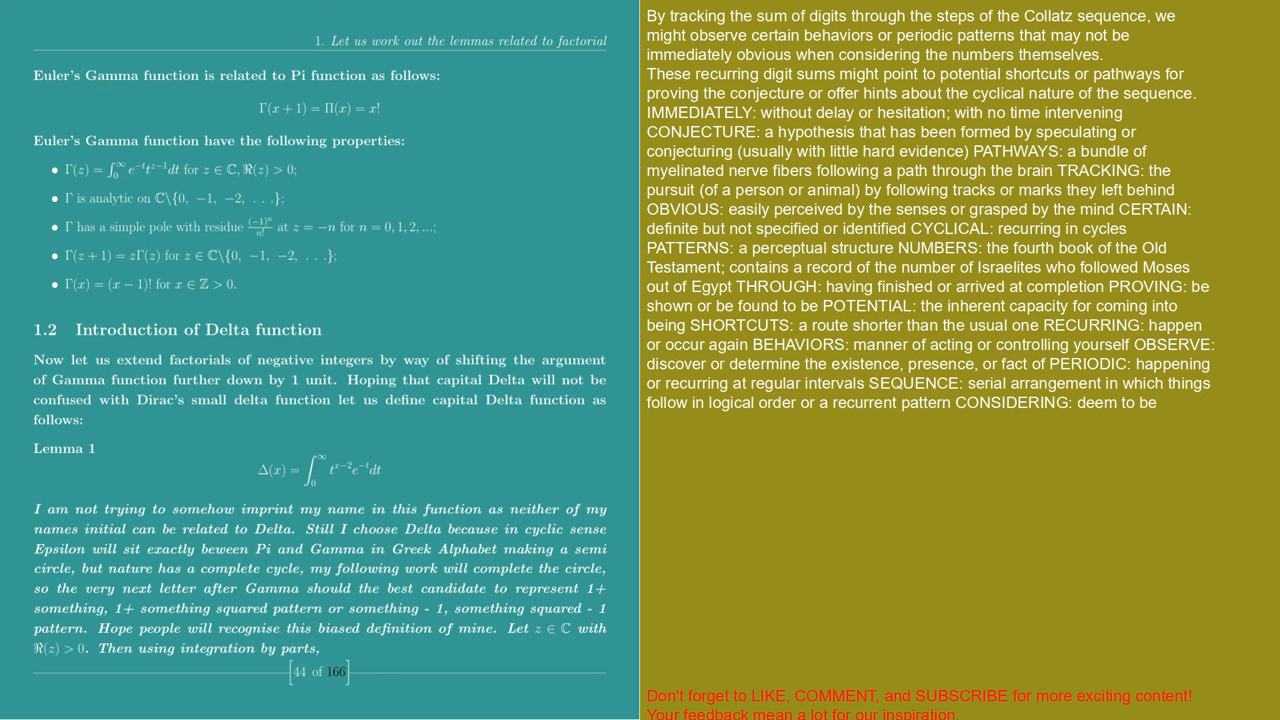 1. Let us work out the lemmas related to factorial
Euler's Gamma function is related to Pi function as follows:
Γ(x + 1) = Π(x) = x!
Euler's Gamma function have the following properties:
• Γ(z) = ∫₀^∞ e^{−t}t^{z−1}dt for z ∈ ℂ, ℜ(z) > 0;
• Γ is analytic on ℂ\{0, −1, −2, . . .};
• Γ has a simple pole with residue (−1)^n/n! at z = −n for n = 0, 1, 2, ...;
• Γ(z + 1) = zΓ(z) for z ∈ ℂ\{0, −1, −2, . . .};
• Γ(x) = (x − 1)! for x ∈ ℤ > 0.
1.2 Introduction of Delta function
Now let us extend factorials of negative integers by way of shifting the argument
of Gamma function further down by 1 unit. Hoping that capital Delta will not be
confused with Dirac's small delta function let us define capital Delta function as
follows:
Lemma 1
Δ(x) = ∫₀^∞ t^{x−2}e^{−t}dt
I am not trying to somehow imprint my name in this function as neither of my
names initial can be related to Delta. Still I choose Delta because in cyclic sense
Epsilon will sit exactly beween Pi and Gamma in Greek Alphabet making a semi
circle, but nature has a complete cycle, my following work will complete the circle,
so the very next letter after Gamma should the best candidate to represent 1+
something, 1+ something squared pattern or something - 1, something squared - 1
pattern. Hope people will recognise this biased definition of mine. Let z ∈ ℂ with
ℜ(z) > 0. Then using integration by parts,
44 of 166
By tracking the sum of digits through the steps of the Collatz sequence, we
might observe certain behaviors or periodic patterns that may not be
immediately obvious when considering the numbers themselves.
These recurring digit sums might point to potential shortcuts or pathways for
proving the conjecture or offer hints about the cyclical nature of the sequence.
IMMEDIATELY: without delay or hesitation; with no time intervening
CONJECTURE: a hypothesis that has been formed by speculating or
conjecturing (usually with little hard evidence) PATHWAYS: a bundle of
myelinated nerve fibers following a path through the brain TRACKING: the
pursuit (of a person or animal) by following tracks or marks they left behind
OBVIOUS: easily perceived by the senses or grasped by the mind CERTAIN:
definite but not specified or identified CYCLICAL: recurring in cycles
PATTERNS: a perceptual structure NUMBERS: the fourth book of the Old
Testament; contains a record of the number of Israelites who followed Moses
out of Egypt THROUGH: having finished or arrived at completion PROVING: be
shown or be found to be POTENTIAL: the inherent capacity for coming into
being SHORTCUTS: a route shorter than the usual one RECURRING: happen
or occur again BEHAVIORS: manner of acting or controlling yourself OBSERVE:
discover or determine the existence, presence, or fact of PERIODIC: happening
or recurring at regular intervals SEQUENCE: serial arrangement in which things
follow in logical order or a recurrent pattern CONSIDERING: deem to be
Don't forget to LIKE, COMMENT, and SUBSCRIBE for more exciting content!
Your feedback mean a lot for our inspiration.